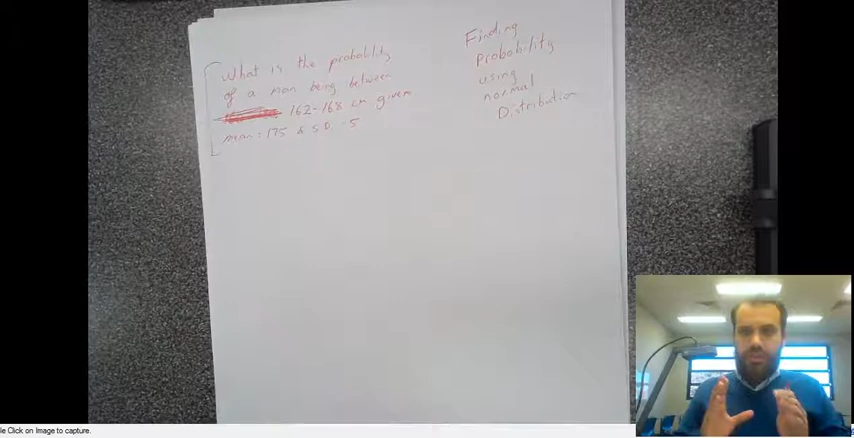 What is the probability
of a man being between
162-168 cm given
mean: 175 & S.D. -5
Finding
Probability
using
normal
Distribution
le Click on Image to capture.